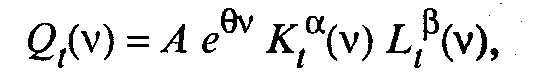 Q_t(ν) = A e^{θν} K_t^α(ν) L_t^β(ν),